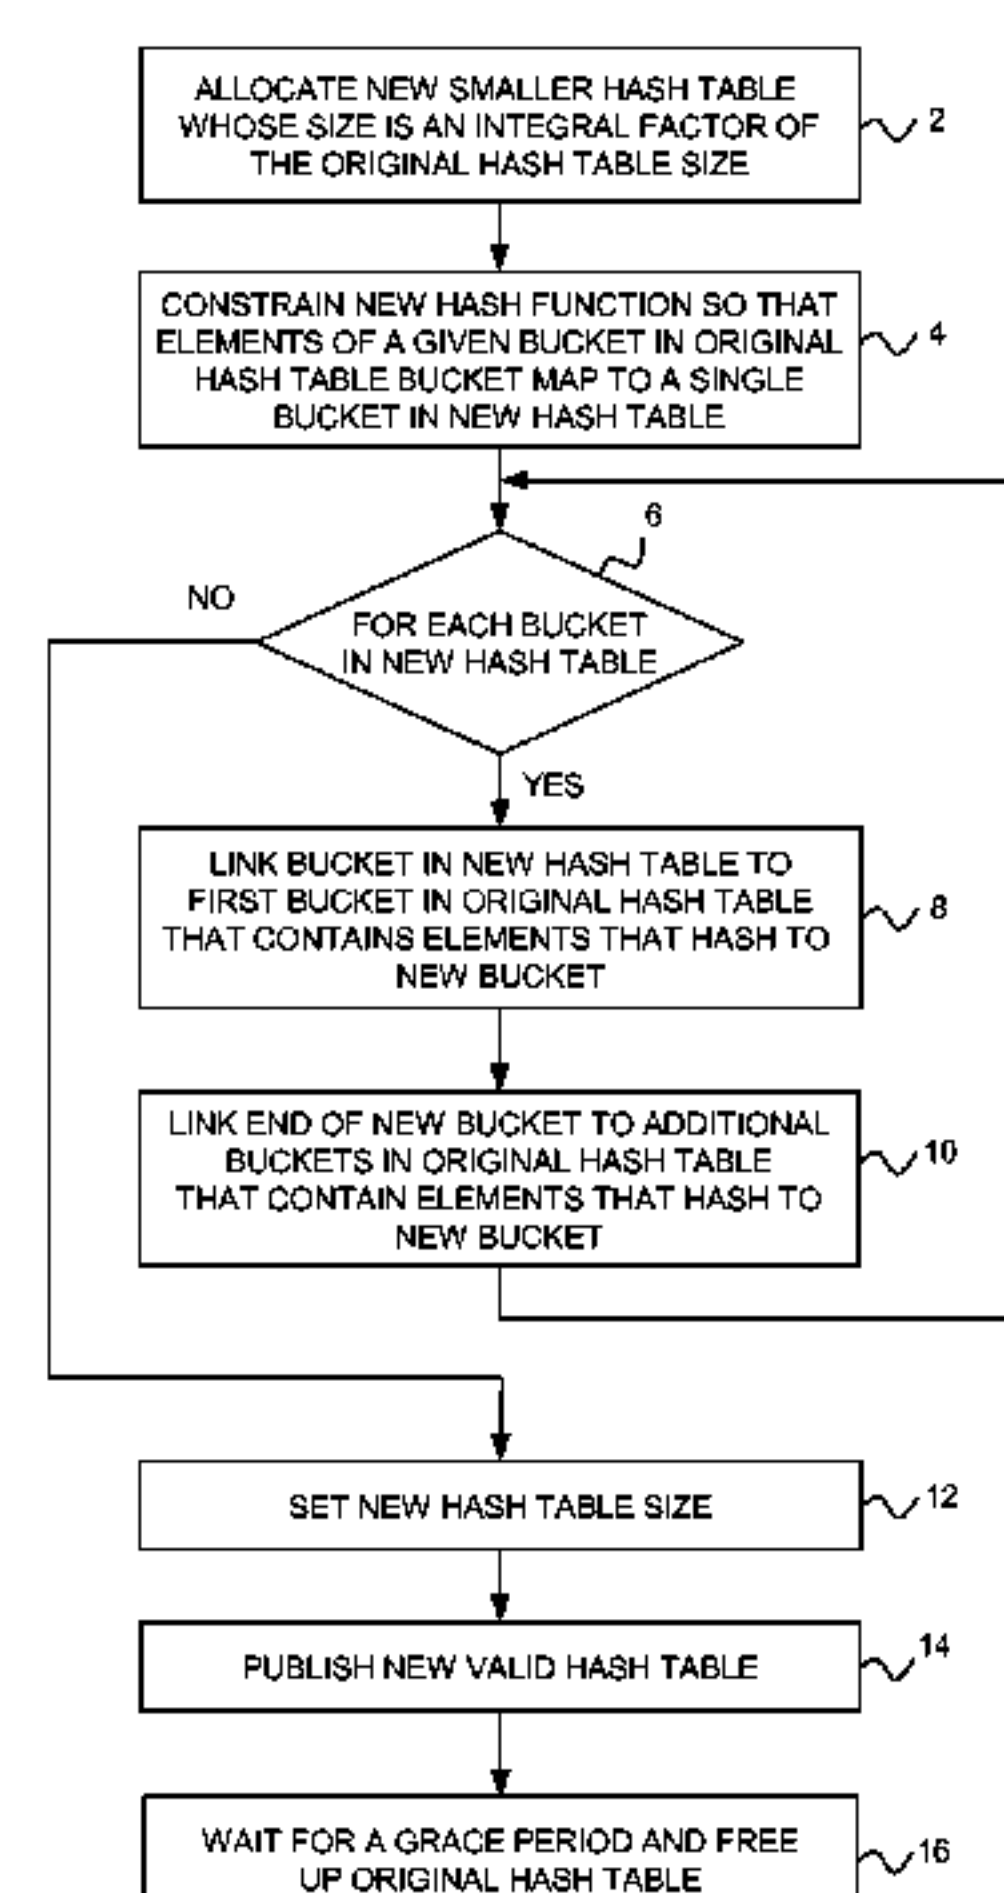 ALLOCATE NEW SMALLER HASH TABLE
WHOSE SIZE IS AN INTEGRAL FACTOR OF
THE ORIGINAL HASH TABLE SIZE
2
CONSTRAIN NEW HASH FUNCTION SO THAT
ELEMENTS OF A GIVEN BUCKET IN ORIGINAL
HASH TABLE BUCKET MAP TO A SINGLE
BUCKET IN NEW HASH TABLE
4
6
NO
FOR EACH BUCKET
IN NEW HASH TABLE
YES
LINK BUCKET IN NEW HASH TABLE TO
FIRST BUCKET IN ORIGINAL HASH TABLE
THAT CONTAINS ELEMENTS THAT HASH TO
NEW BUCKET
8
LINK END OF NEW BUCKET TO ADDITIONAL
BUCKETS IN ORIGINAL HASH TABLE
THAT CONTAIN ELEMENTS THAT HASH TO
NEW BUCKET
10
SET NEW HASH TABLE SIZE
12
PUBLISH NEW VALID HASH TABLE
14
WAIT FOR A GRACE PERIOD AND FREE
UP ORIGINAL HASH TABLE
16